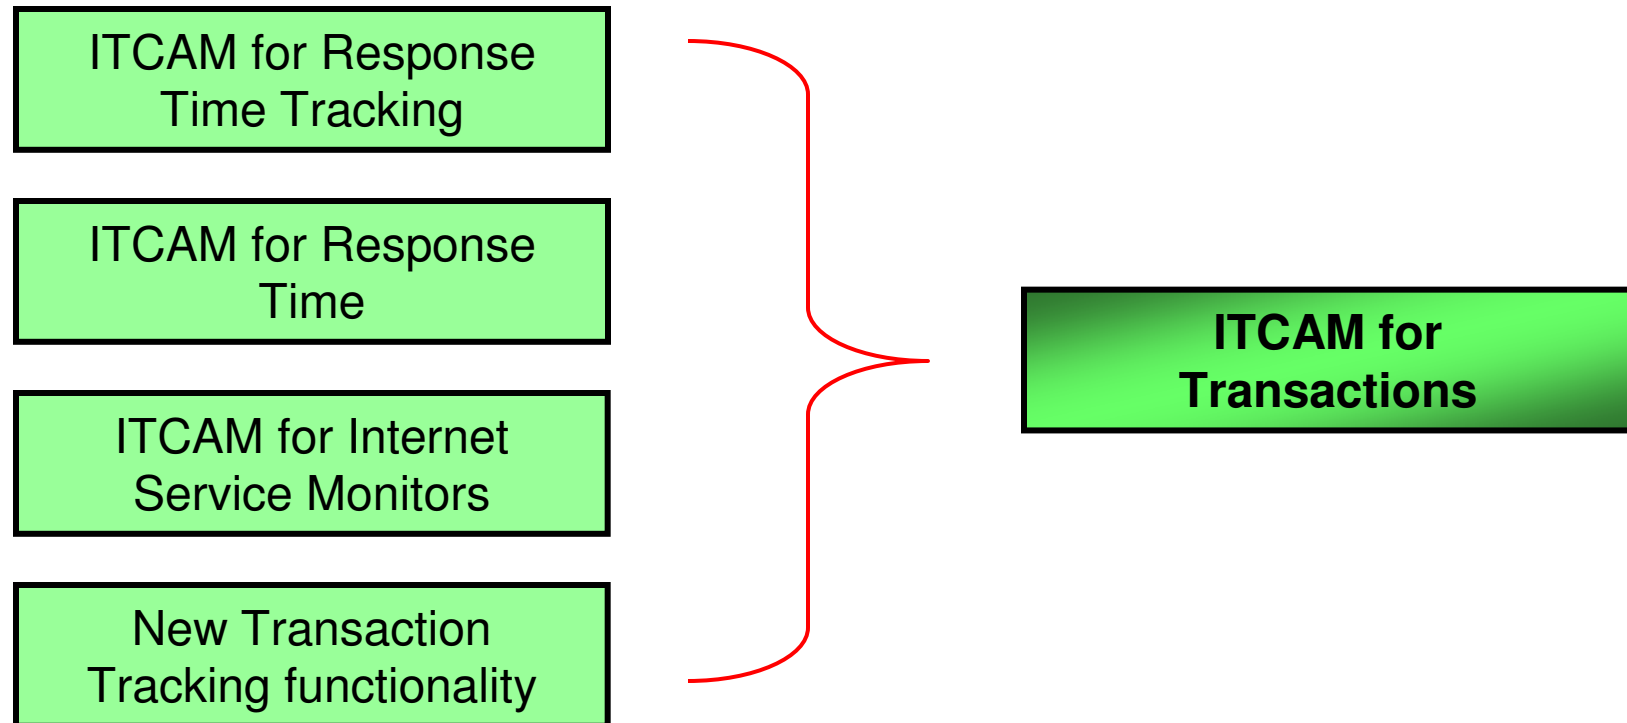 ITCAM for Response
Time Tracking
ITCAM for Response
Time
ITCAM for Internet
Service Monitors
New Transaction
Tracking functionality
ITCAM for
Transactions